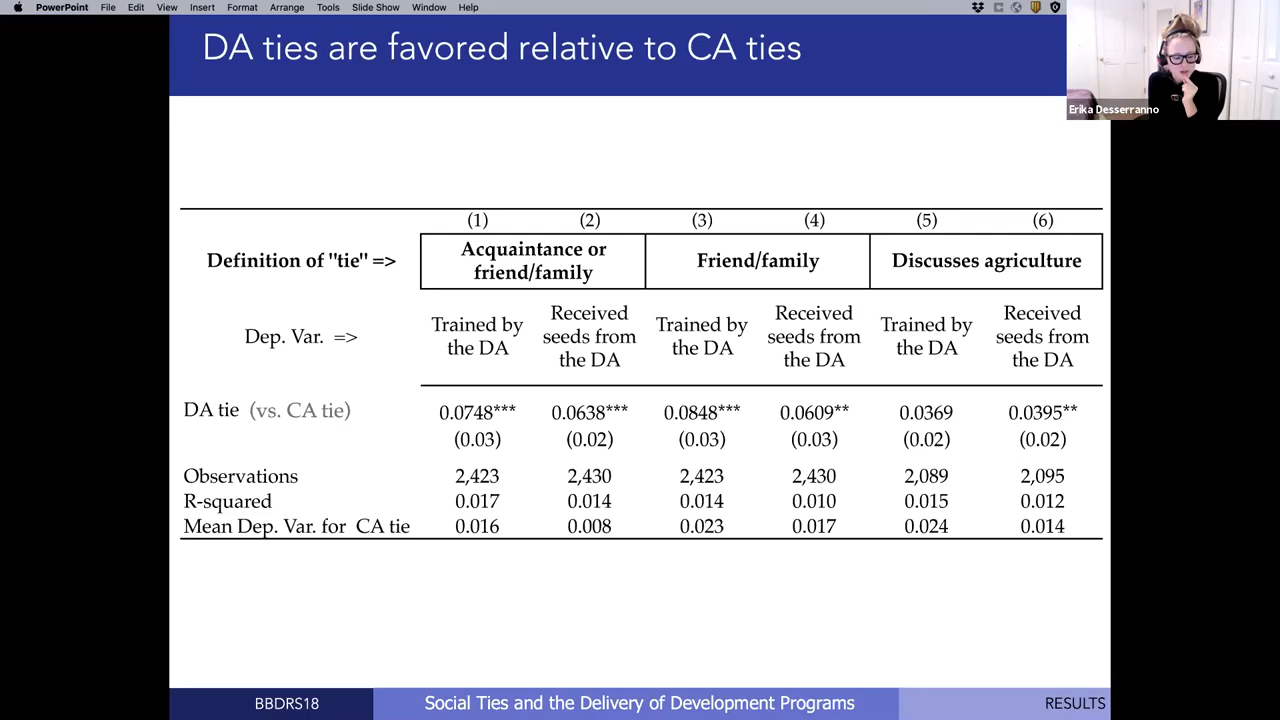 PowerPoint File Edit View Insert Format Arrange Tools Slide Show Window Help
DA ties are favored relative to CA ties
Erika Desserranno
(1) (2) (3) (4) (5) (6)
Definition of "tie" => Acquaintance or friend/family Friend/family Discusses agriculture
Dep. Var. => Trained by the DA Received seeds from the DA Trained by the DA Received seeds from the DA Trained by the DA Received seeds from the DA
DA tie (vs. CA tie) 0.0748*** 0.0638*** 0.0848*** 0.0609** 0.0369 0.0395**
(0.03) (0.02) (0.03) (0.03) (0.02) (0.02)
Observations 2,423 2,430 2,423 2,430 2,089 2,095
R-squared 0.017 0.014 0.014 0.010 0.015 0.012
Mean Dep. Var. for CA tie 0.016 0.008 0.023 0.017 0.024 0.014
BBDRS18 Social Ties and the Delivery of Development Programs RESULTS